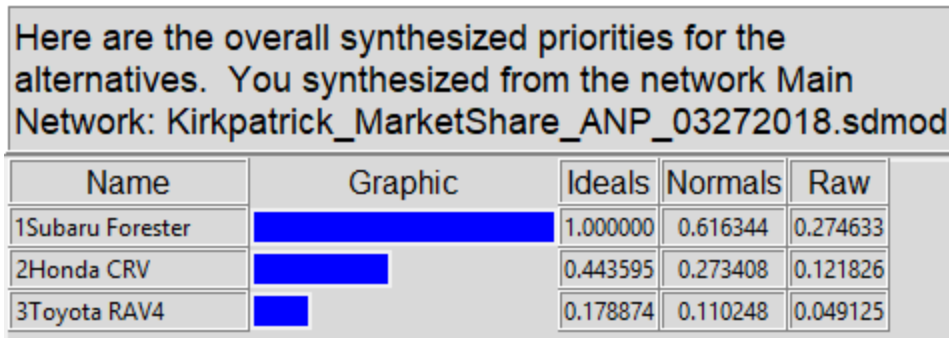 Here are the overall synthesized priorities for the
alternatives.  You synthesized from the network Main
Network: Kirkpatrick_MarketShare_ANP_03272018.sdmod
Name Graphic Ideals Normals Raw
1Subaru Forester 1.000000 0.616344 0.274633
2Honda CRV 0.443595 0.273408 0.121826
3Toyota RAV4 0.178874 0.110248 0.049125